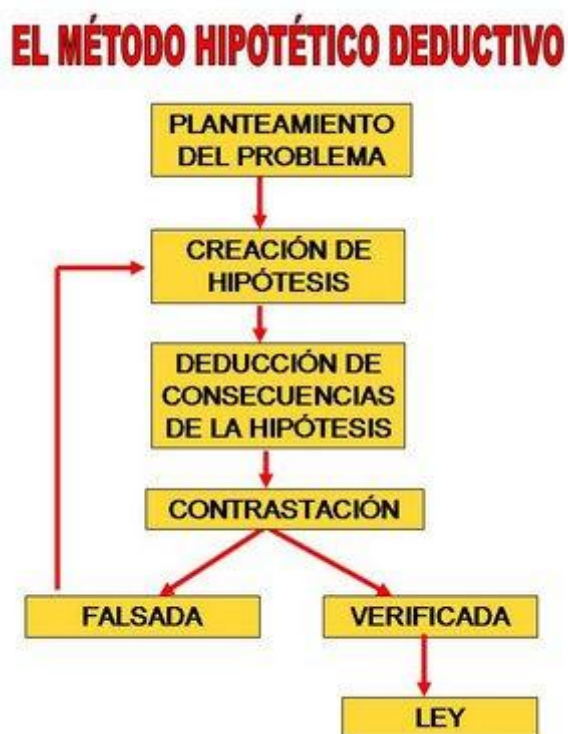 EL MÉTODO HIPOTÉTICO DEDUCTIVO
PLANTEAMIENTO
DEL PROBLEMA
CREACIÓN DE
HIPÓTESIS
DEDUCCIÓN DE
CONSECUENCIAS
DE LA HIPÓTESIS
CONTRASTACIÓN
FALSADA
VERIFICADA
LEY